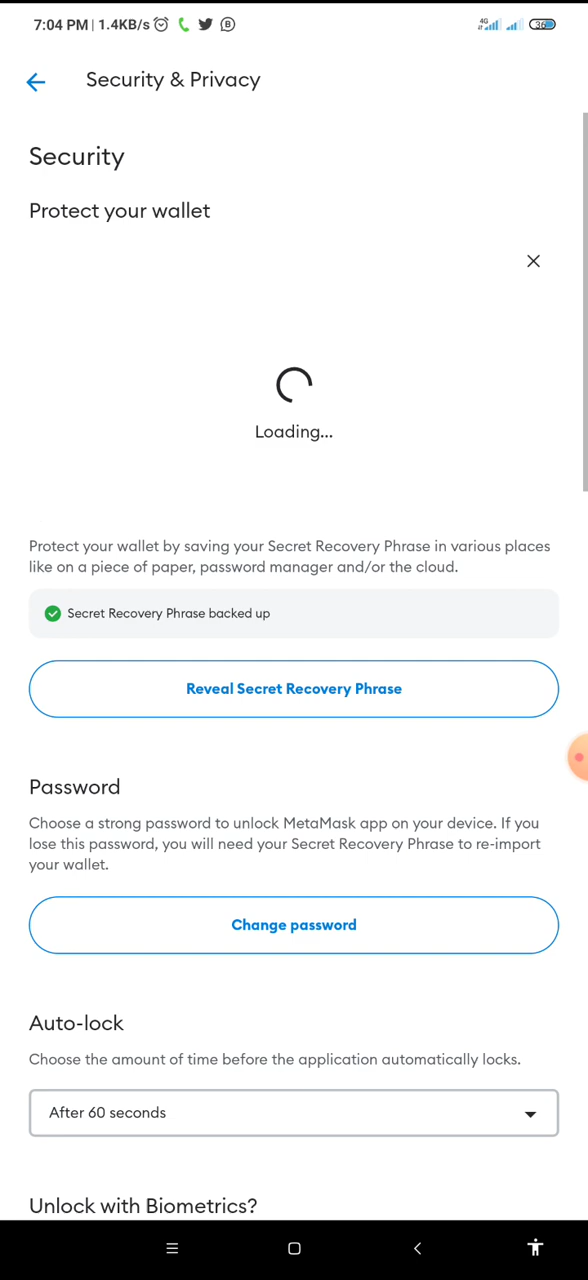 7:04 PM | 1.4KB/s
4G
36
Security & Privacy
Security
Protect your wallet
Loading...
Protect your wallet by saving your Secret Recovery Phrase in various places
like on a piece of paper, password manager and/or the cloud.
Secret Recovery Phrase backed up
Reveal Secret Recovery Phrase
Password
Choose a strong password to unlock MetaMask app on your device. If you
lose this password, you will need your Secret Recovery Phrase to re-import
your wallet.
Change password
Auto-lock
Choose the amount of time before the application automatically locks.
After 60 seconds
Unlock with Biometrics?